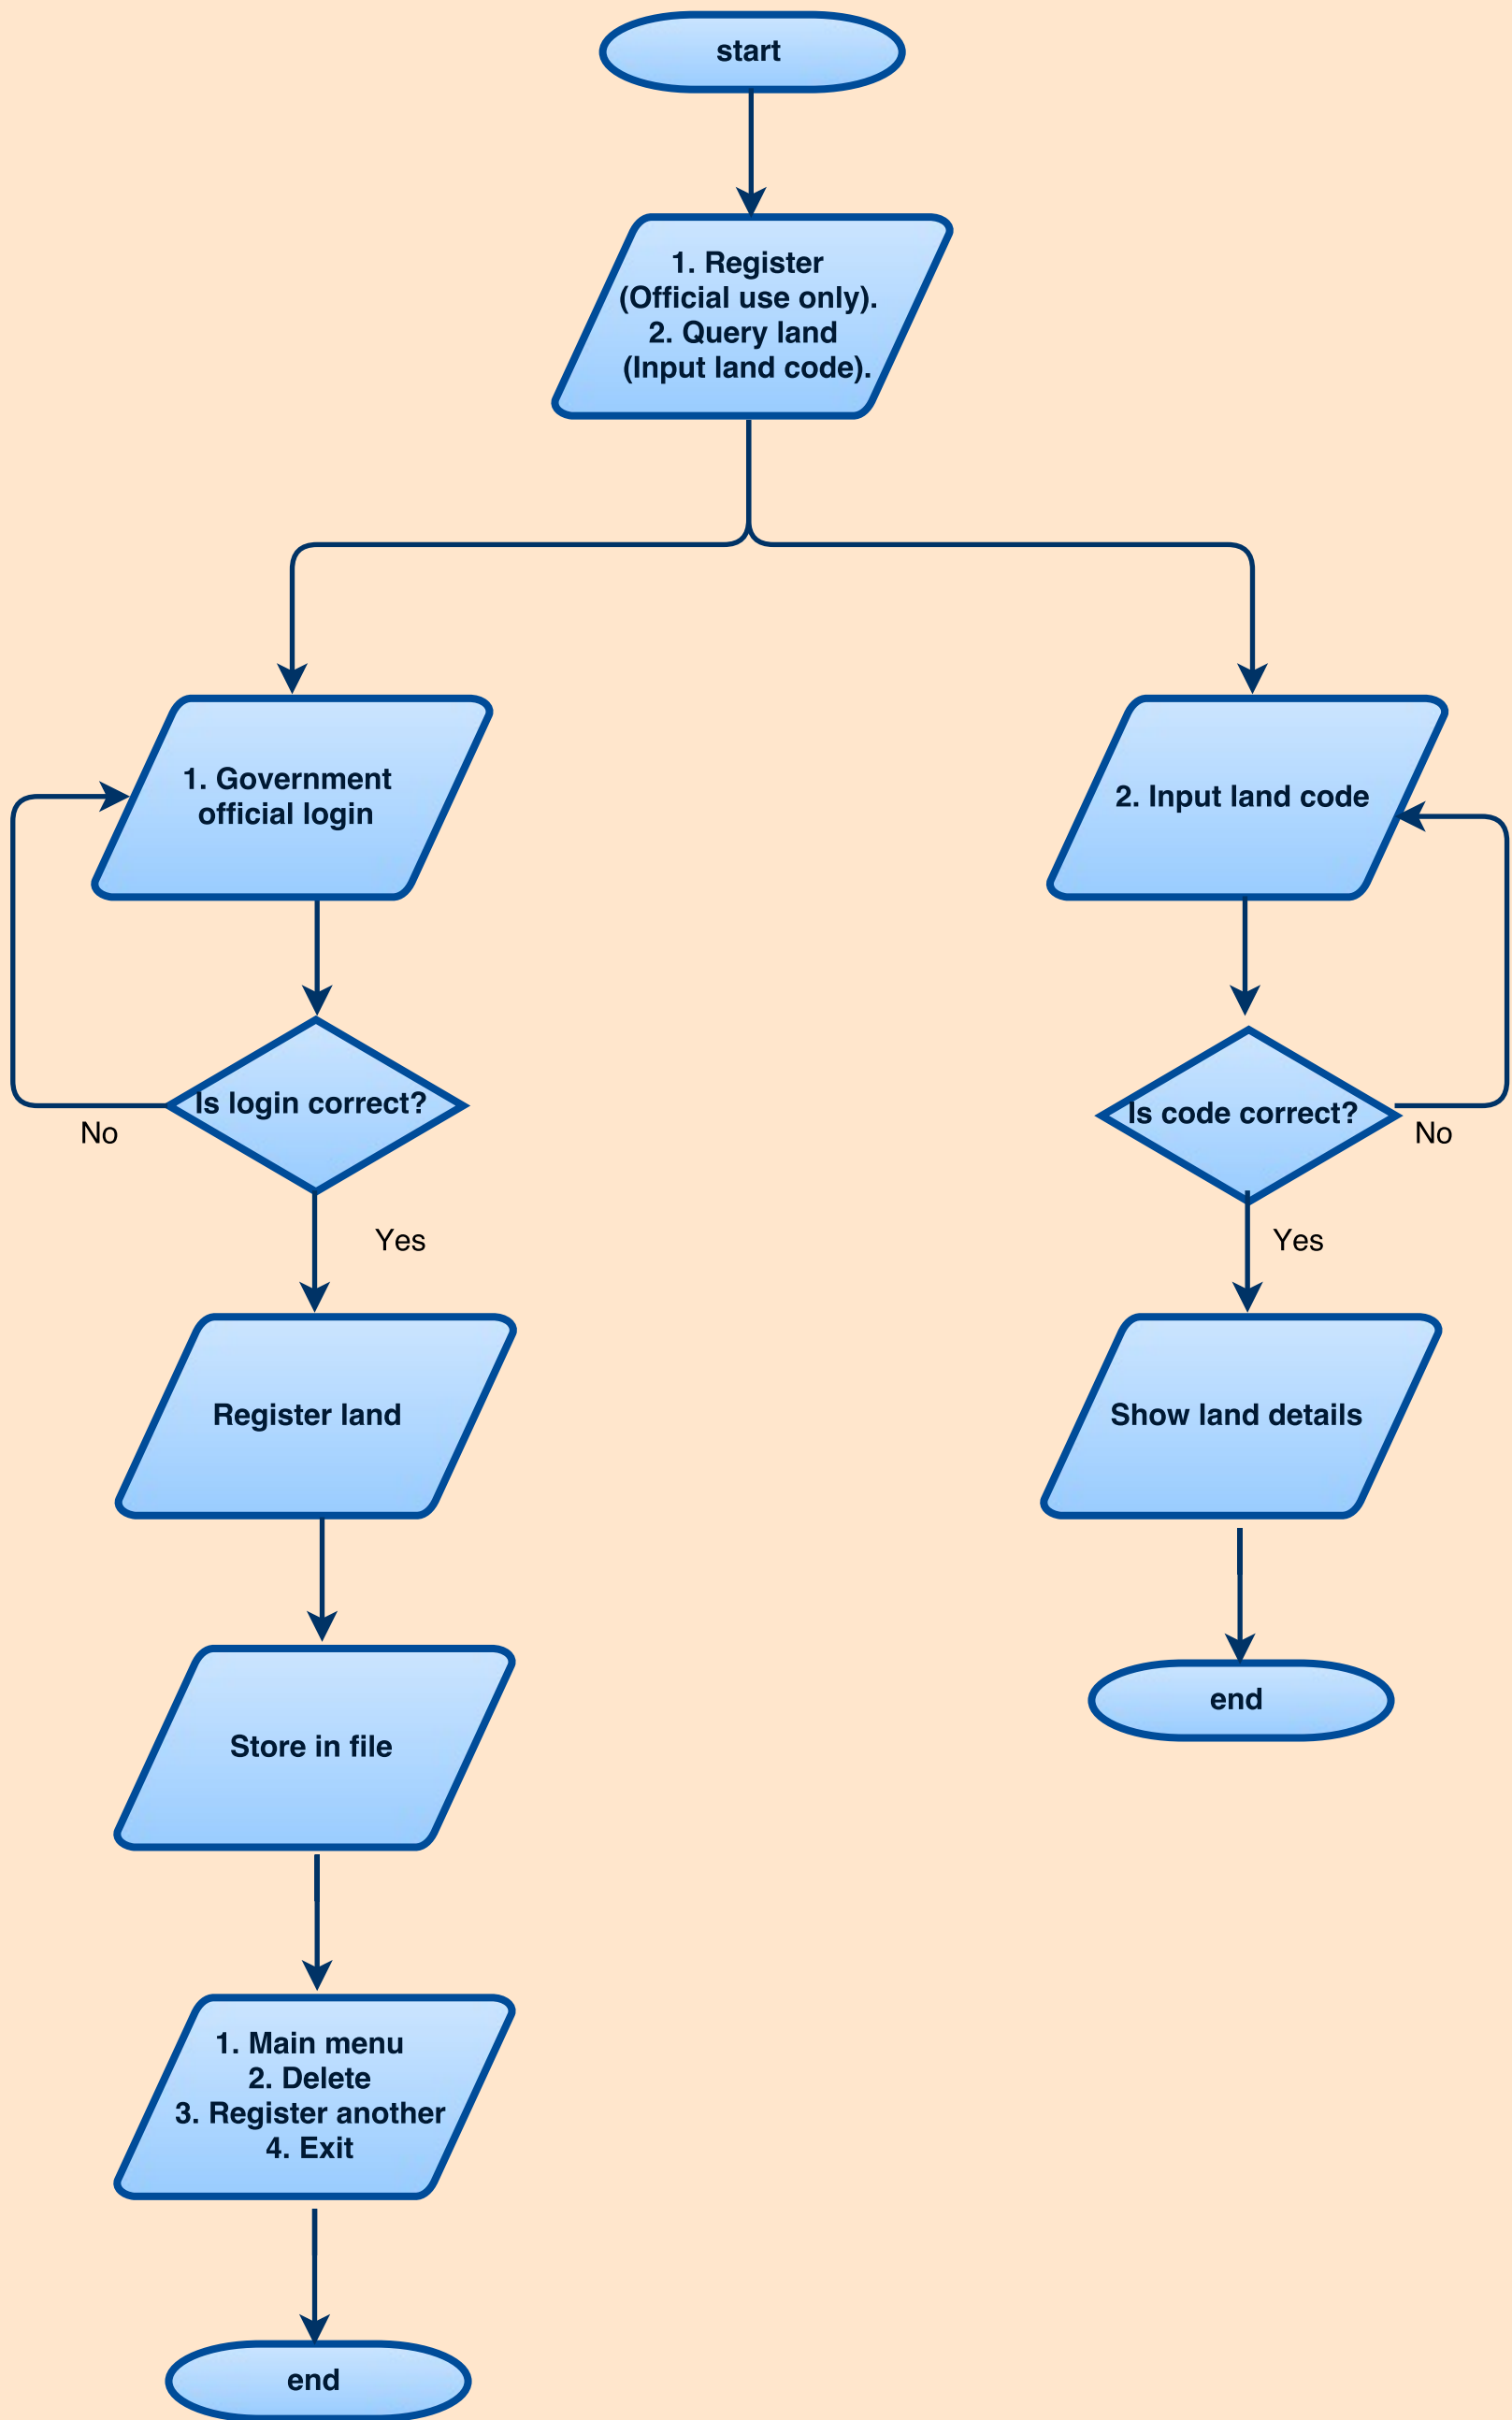 start
1. Register
(Official use only).
2. Query land
(Input land code).
1. Government
official login
2. Input land code
Is login correct?
No
Yes
Is code correct?
No
Yes
Register land
Show land details
Store in file
end
1. Main menu
2. Delete
3. Register another
4. Exit
end